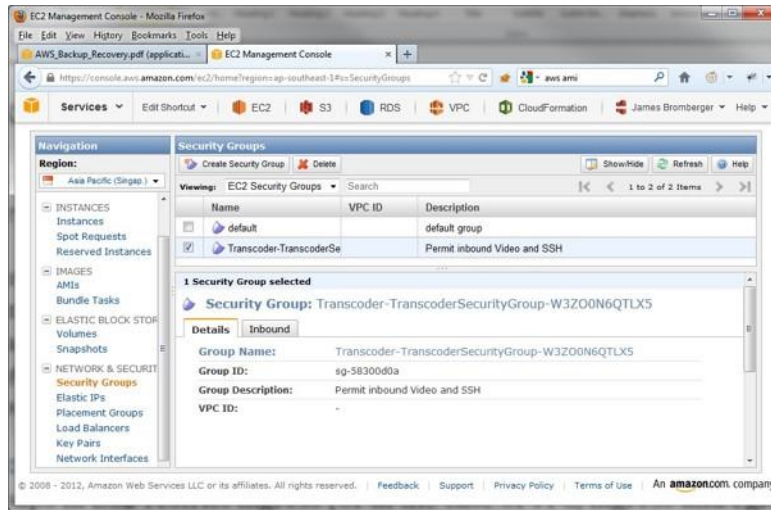 EC2 Management Console - Mozilla Firefox
File Edit View History Bookmarks Tools Help
AWS_Backup_Recovery.pdf (applicati... EC2 Management Console
https://console.aws.amazon.com/ec2/home?region=ap-southeast-1#s=SecurityGroups aws ami
Services Edit Shortcut EC2 S3 RDS VPC CloudFormation James Bromberger Help
Navigation
Region:
Asia Pacific (Singap.)
INSTANCES
Instances
Spot Requests
Reserved Instances
IMAGES
AMIs
Bundle Tasks
ELASTIC BLOCK STOR
Volumes
Snapshots
NETWORK & SECURIT
Security Groups
Elastic IPs
Placement Groups
Load Balancers
Key Pairs
Network Interfaces
Security Groups
Create Security Group Delete Show/Hide Refresh Help
Viewing: EC2 Security Groups Search 1 to 2 of 2 Items
Name VPC ID Description
default default group
Transcoder-TranscoderSe Permit inbound Video and SSH
1 Security Group selected
Security Group: Transcoder-TranscoderSecurityGroup-W3ZO0N6QTLX5
Details Inbound
Group Name: Transcoder-TranscoderSecurityGroup-W3ZO0N6QTLX5
Group ID: sg-58300d0a
Group Description: Permit inbound Video and SSH
VPC ID: -
© 2008 - 2012, Amazon Web Services LLC or its affiliates. All rights reserved. Feedback Support Privacy Policy Terms of Use An amazon.com. company